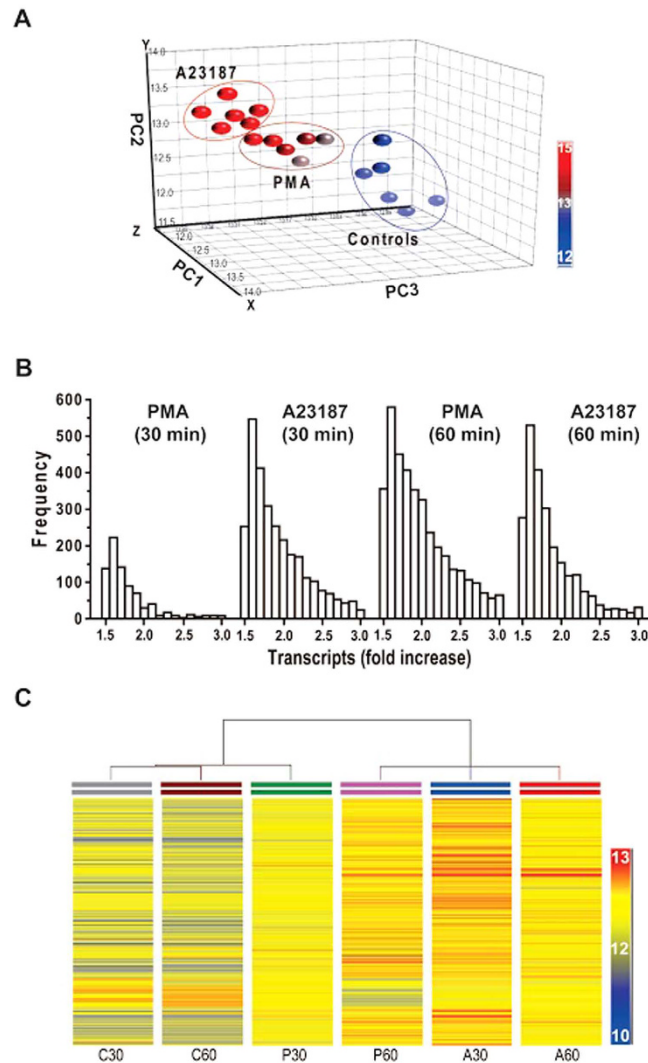 A
Y
14.0
A23187
13.5
13.0
PC2
12.5
PMA
12.0
11.5
Z
12.0
12.5
13.0
13.5
14.0
PC1
X
PC3
Controls
15
13
12
B
600
500
400
300
200
100
0
Frequency
PMA
(30 min)
A23187
(30 min)
PMA
(60 min)
A23187
(60 min)
1.5 2.0 2.5 3.0 1.5 2.0 2.5 3.0 1.5 2.0 2.5 3.0 1.5 2.0 2.5 3.0
Transcripts (fold increase)
C
13
12
10
C30 C60 P30 P60 A30 A60